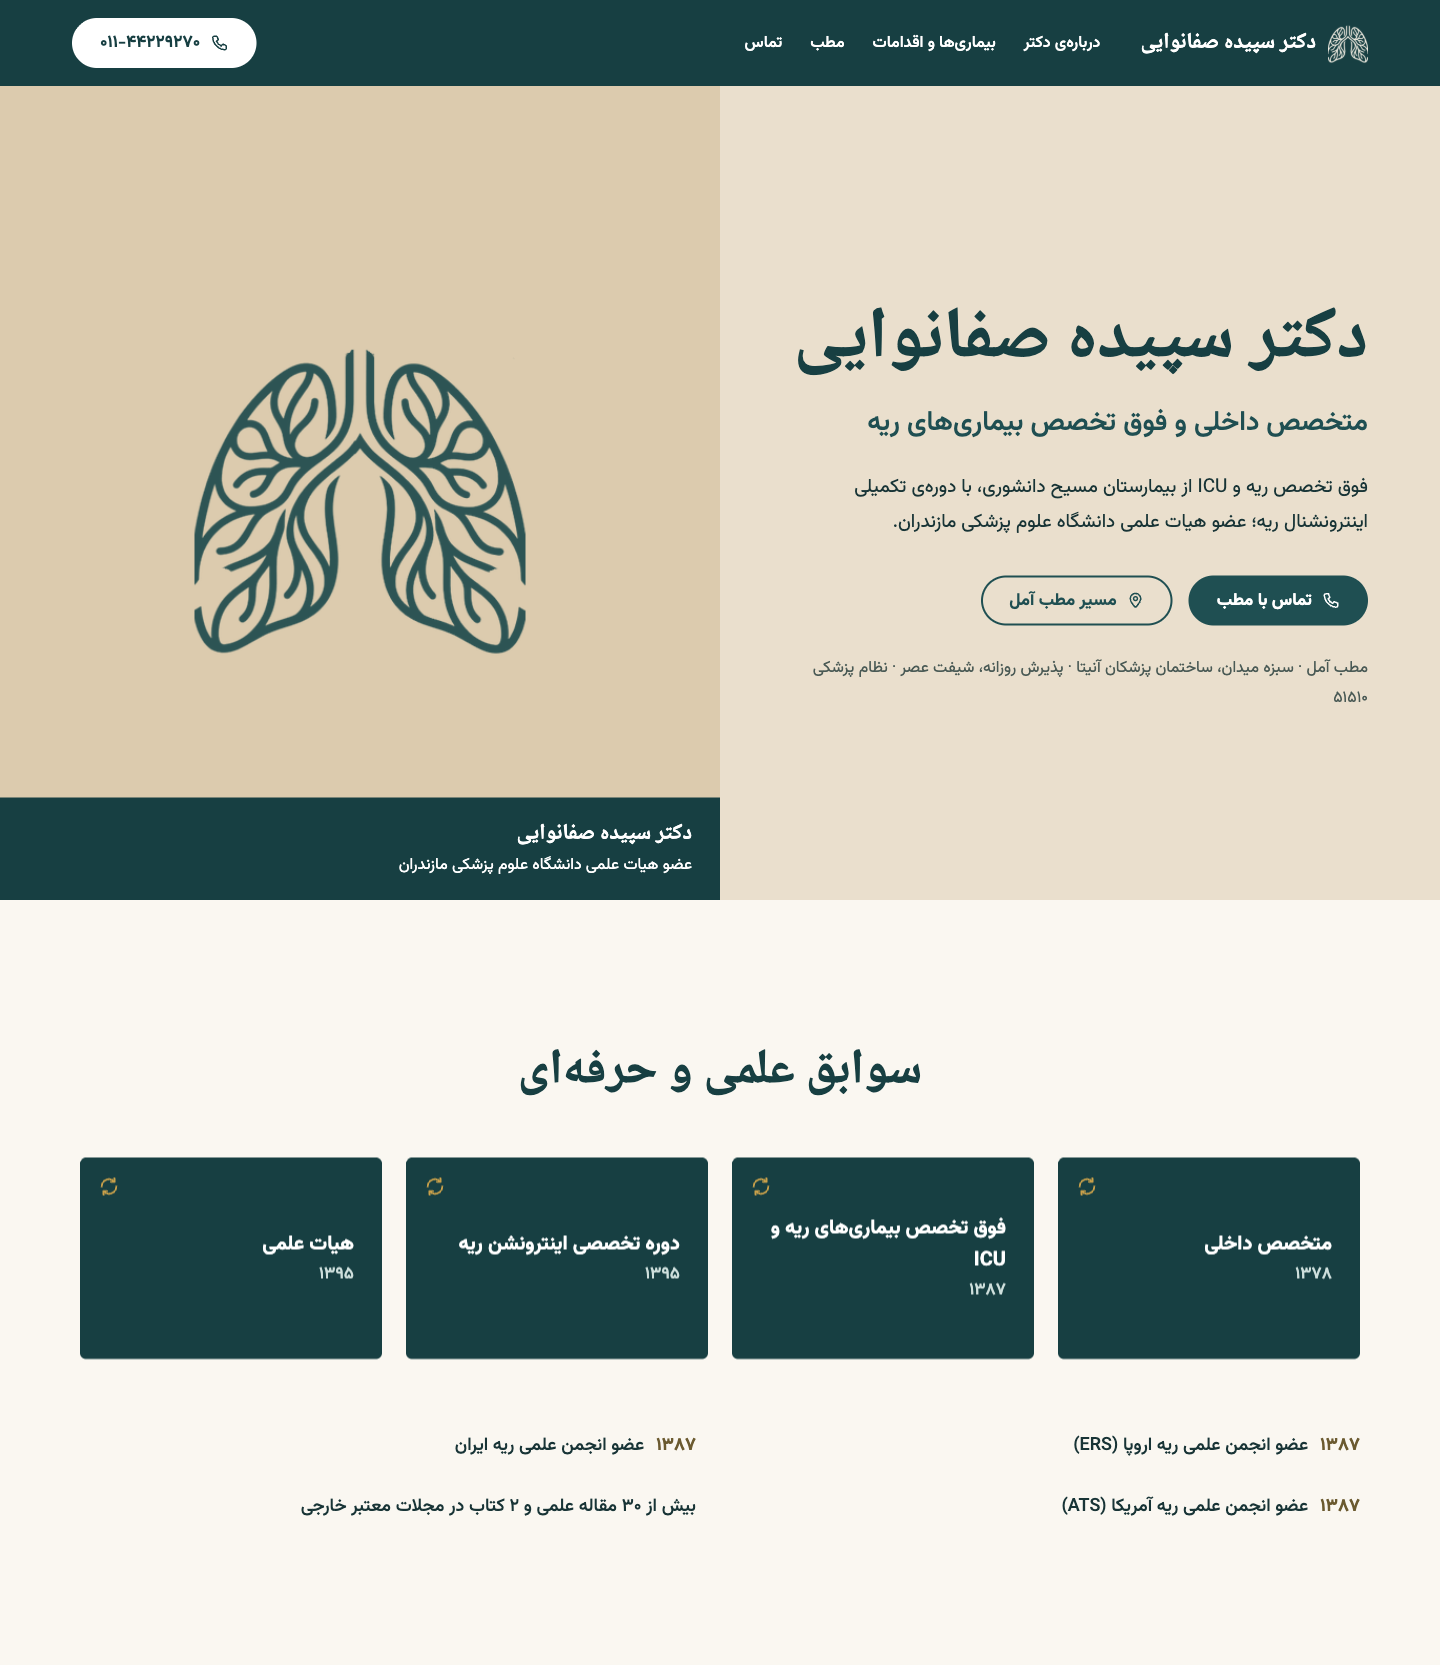 دکتر سپیده صفانوایی
درباره‌ی دکتر
بیماری‌ها و اقدامات
مطب
تماس
۰۱۱-۴۴۲۲۹۲۷۰
دکتر سپیده صفانوایی
متخصص داخلی و فوق تخصص بیماری‌های ریه
فوق تخصص ریه و ICU از بیمارستان مسیح دانشوری، با دوره‌ی تکمیلی
اینترونشنال ریه؛ عضو هیات علمی دانشگاه علوم پزشکی مازندران.
تماس با مطب
مسیر مطب آمل
مطب آمل · سبزه میدان، ساختمان پزشکان آنیتا · پذیرش روزانه، شیفت عصر · نظام پزشکی
۵۱۵۱۰
دکتر سپیده صفانوایی
عضو هیات علمی دانشگاه علوم پزشکی مازندران
سوابق علمی و حرفه‌ای
متخصص داخلی
۱۳۷۸
فوق تخصص بیماری‌های ریه و
ICU
۱۳۸۷
دوره تخصصی اینترونشن ریه
۱۳۹۵
هیات علمی
۱۳۹۵
۱۳۸۷ عضو انجمن علمی ریه اروپا (ERS)
۱۳۸۷ عضو انجمن علمی ریه ایران
۱۳۸۷ عضو انجمن علمی ریه آمریکا (ATS)
بیش از ۳۰ مقاله علمی و ۲ کتاب در مجلات معتبر خارجی